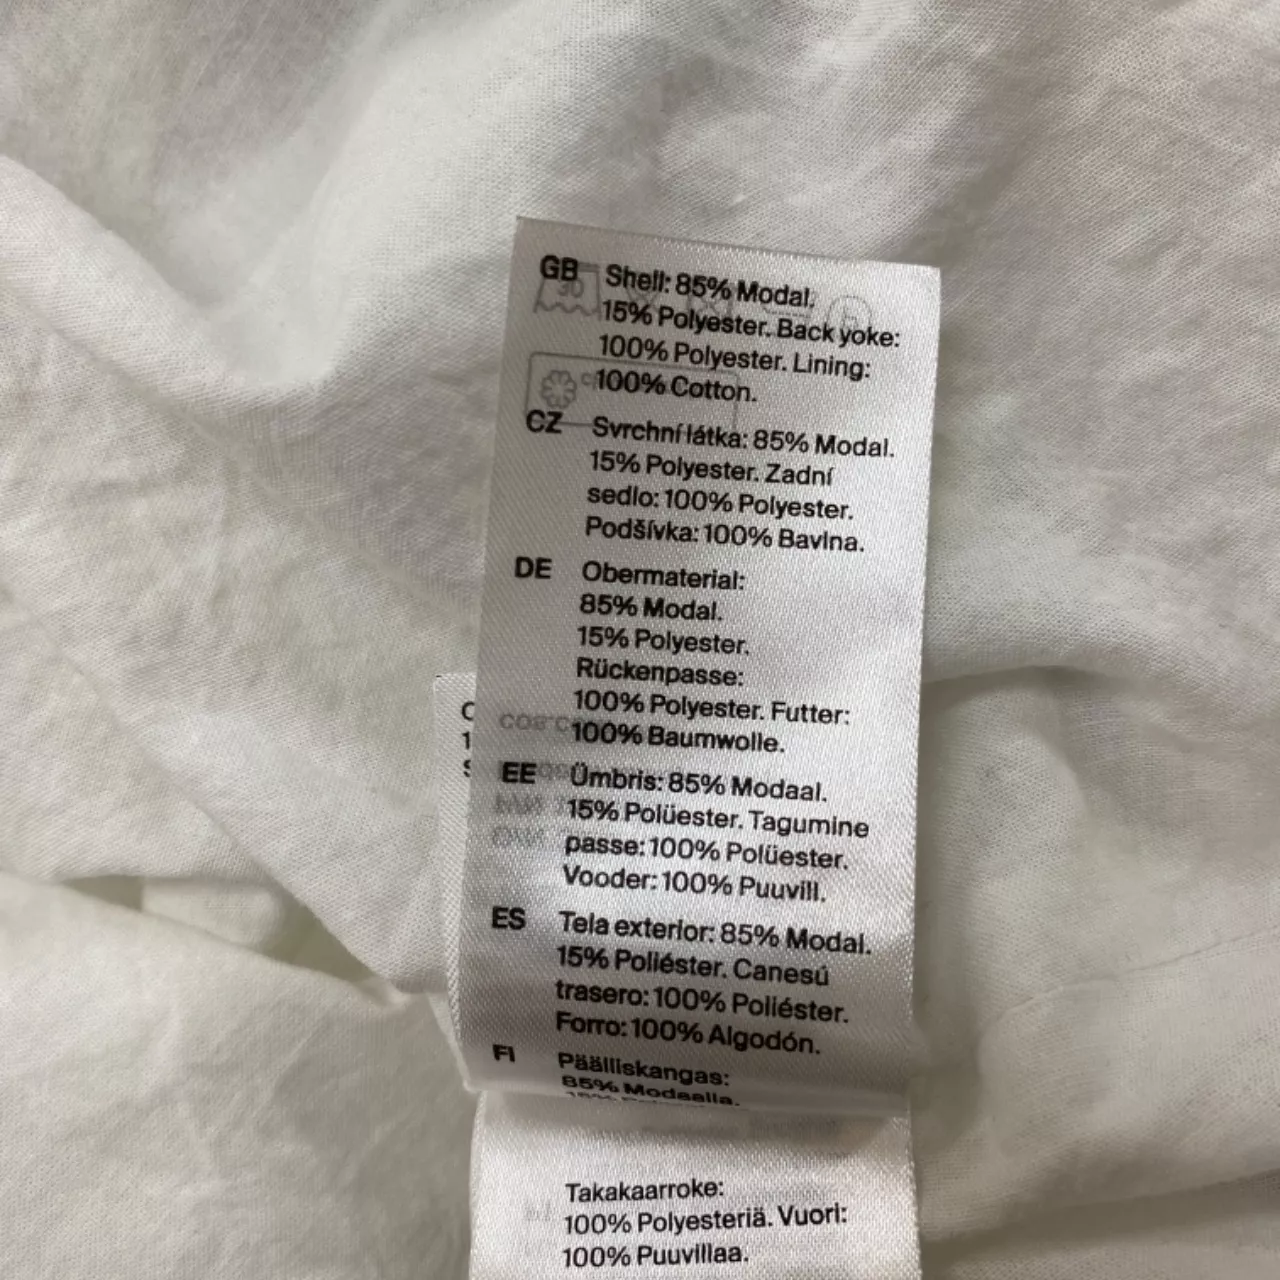 GB Shell: 85% Modal.
15% Polyester. Back yoke:
100% Polyester. Lining:
100% Cotton.
CZ Svrchní látka: 85% Modal.
15% Polyester. Zadní
sedlo: 100% Polyester.
Podšívka: 100% Bavlna.
DE Obermaterial:
85% Modal.
15% Polyester.
Rückenpasse:
100% Polyester. Futter:
100% Baumwolle.
EE Ümbris: 85% Modaal.
15% Polüester. Tagumine
passe: 100% Polüester.
Vooder: 100% Puuvill.
ES Tela exterior: 85% Modal.
15% Poliéster. Canesú
trasero: 100% Poliéster.
Forro: 100% Algodón.
FI Päälliskangas:
85% Modaalia.
Takakaarroke:
100% Polyesteriä. Vuori:
100% Puuvillaa.